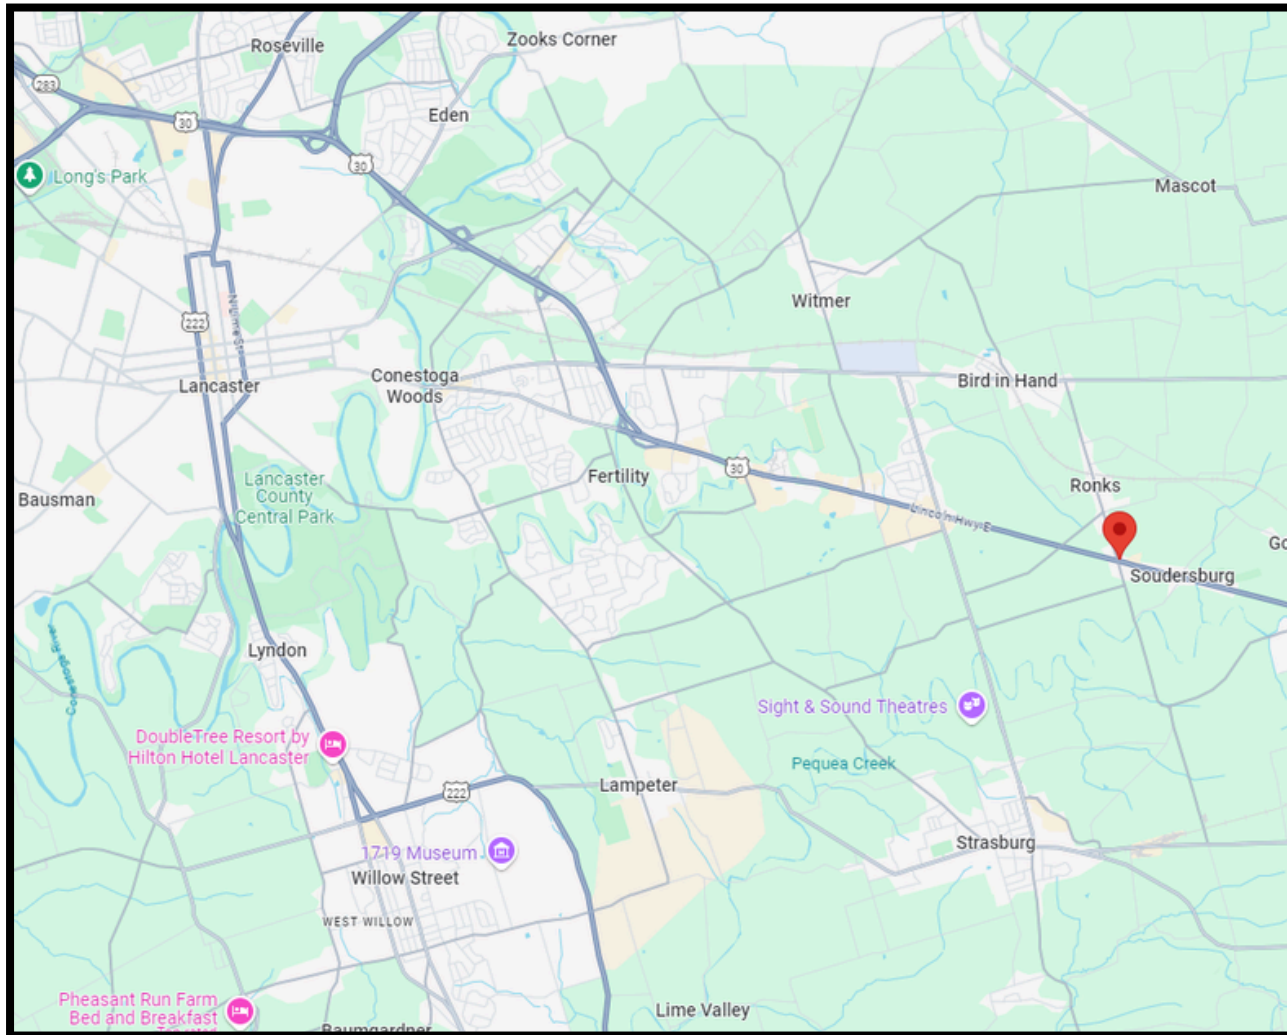 Roseville
Zooks Corner
283
Eden
30
30
Long's Park
Mascot
Witmer
222
Lancaster
Conestoga
Woods
Bird in Hand
Fertility
30
Ronks
Bausman
Lancaster
County
Central Park
Lincoln Hwy E
Soudersburg
Conestoga River
Lyndon
Sight & Sound Theatres
DoubleTree Resort by
Hilton Hotel Lancaster
Pequea Creek
222
Lampeter
Strasburg
1719 Museum
Willow Street
WEST WILLOW
Pheasant Run Farm
Bed and Breakfast
Lime Valley